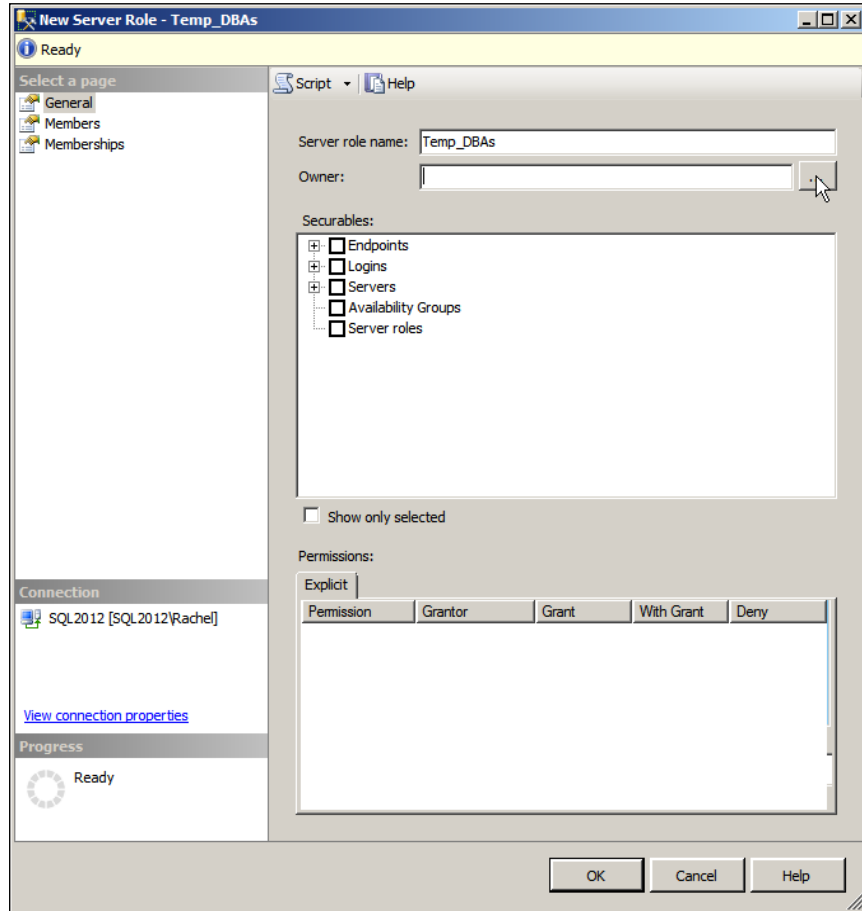 New Server Role - Temp_DBAs
Ready
Select a page
General
Members
Memberships
Script Help
Server role name: Temp_DBAs
Owner:
...
Securables:
Endpoints
Logins
Servers
Availability Groups
Server roles
Show only selected
Permissions:
Explicit
Permission Grantor Grant With Grant Deny
Connection
SQL2012 [SQL2012\Rachel]
View connection properties
Progress
Ready
OK Cancel Help